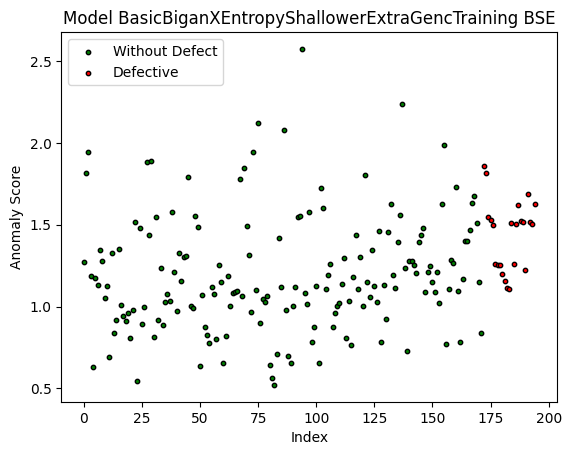 Model BasicBiganXEntropyShallowerExtraGencTraining BSE
Without Defect
Defective
Anomaly Score
2.5
2.0
1.5
1.0
0.5
0 25 50 75 100 125 150 175 200
Index